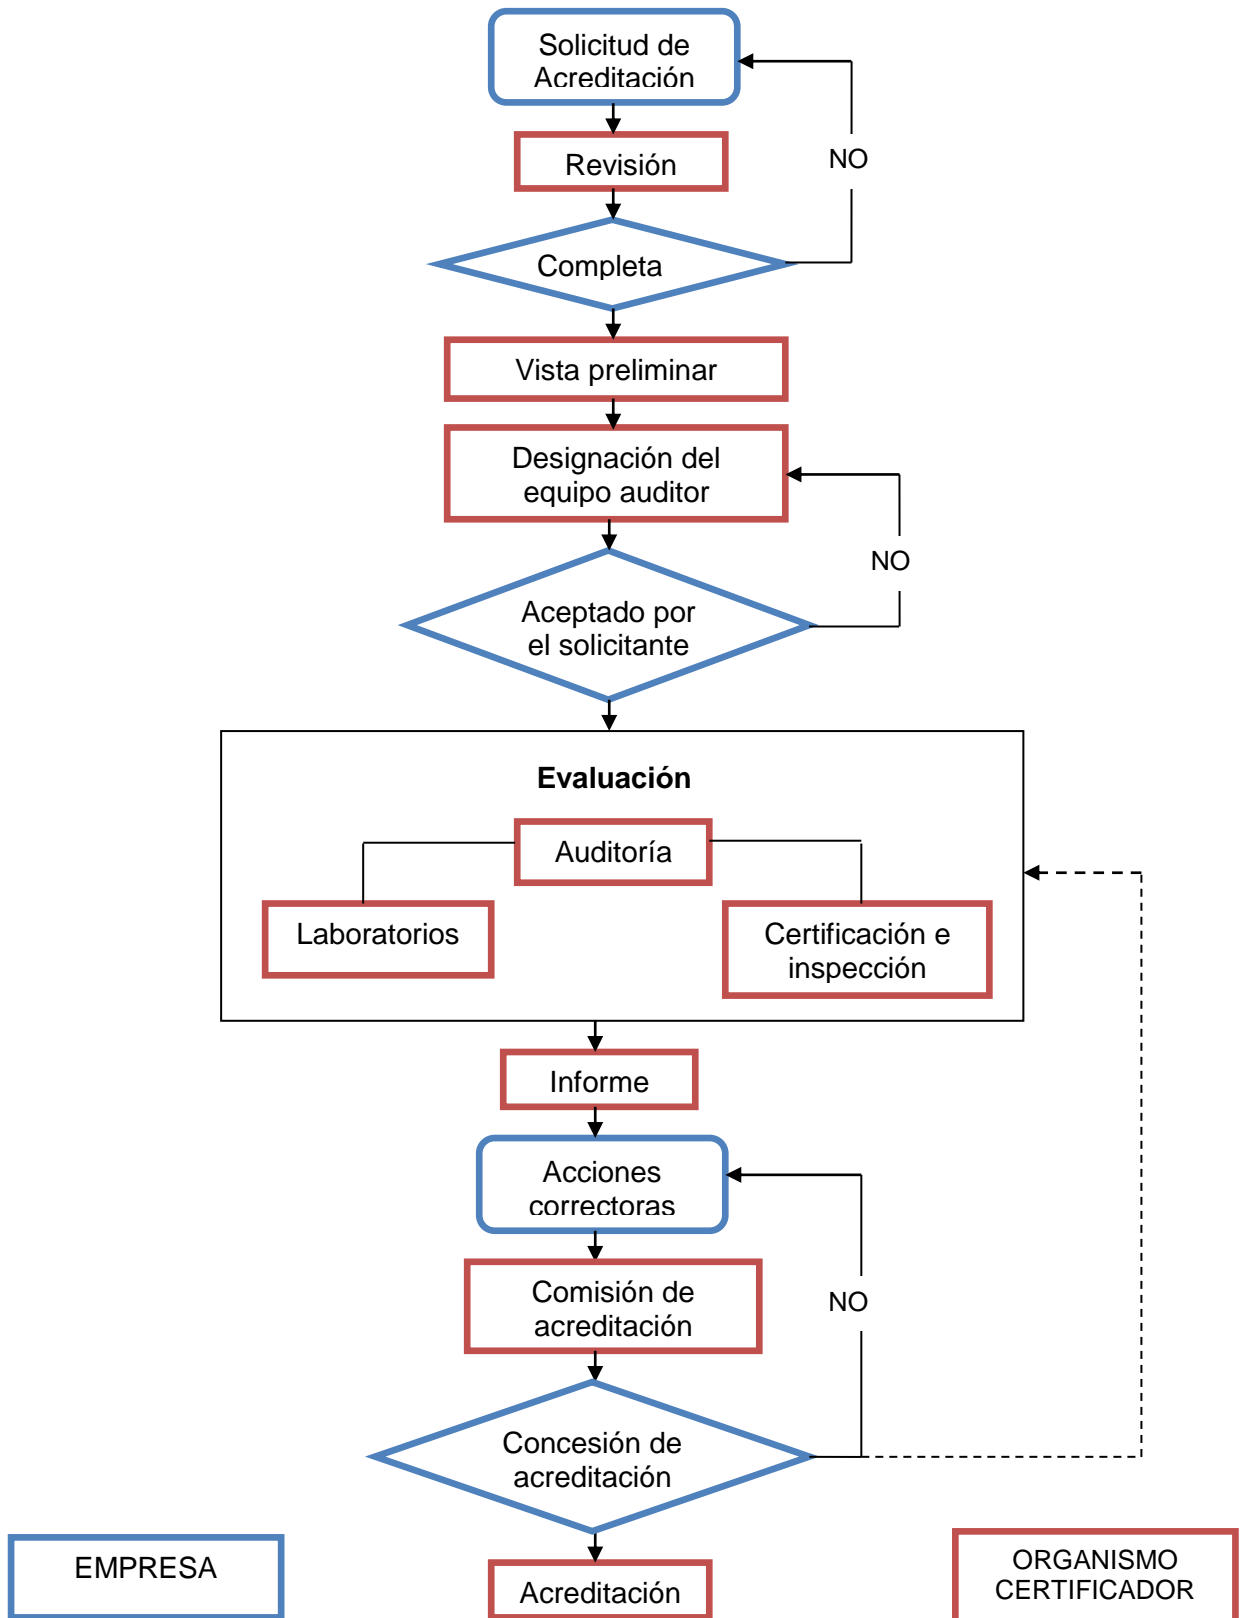 Solicitud de
Acreditación
Revisión
NO
Completa
Vista preliminar
Designación del
equipo auditor
NO
Aceptado por
el solicitante
Evaluación
Auditoría
Laboratorios
Certificación e
inspección
Informe
Acciones
correctoras
Comisión de
acreditación
NO
Concesión de
acreditación
EMPRESA
Acreditación
ORGANISMO
CERTIFICADOR